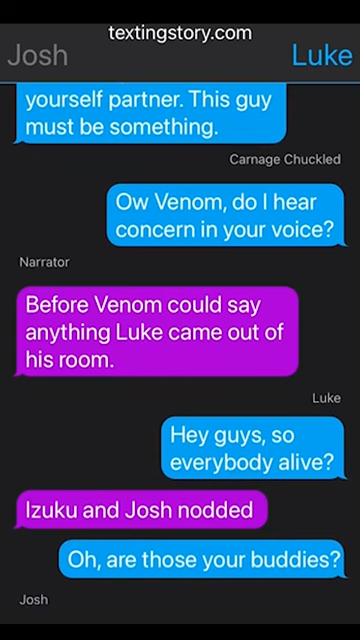 textingstory.com
Josh
Luke
yourself partner. This guy
must be something.
Carnage Chuckled
Ow Venom, do I hear
concern in your voice?
Narrator
Before Venom could say
anything Luke came out of
his room.
Luke
Hey guys, so
everybody alive?
Izuku and Josh nodded
Oh, are those your buddies?
Josh